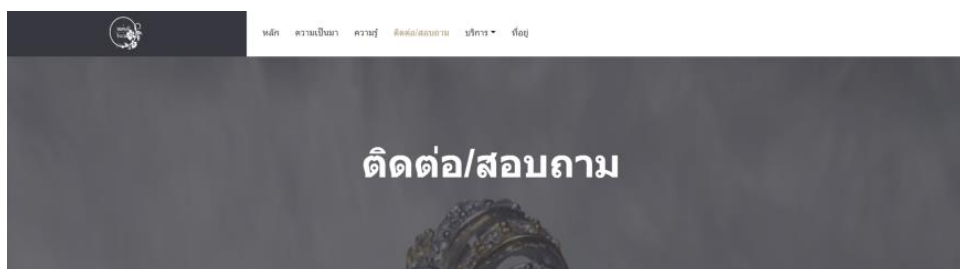 หลัก ความเป็นมา ความรู้ ติดต่อ/สอบถาม บริการ ที่อยู่
ติดต่อ/สอบถาม